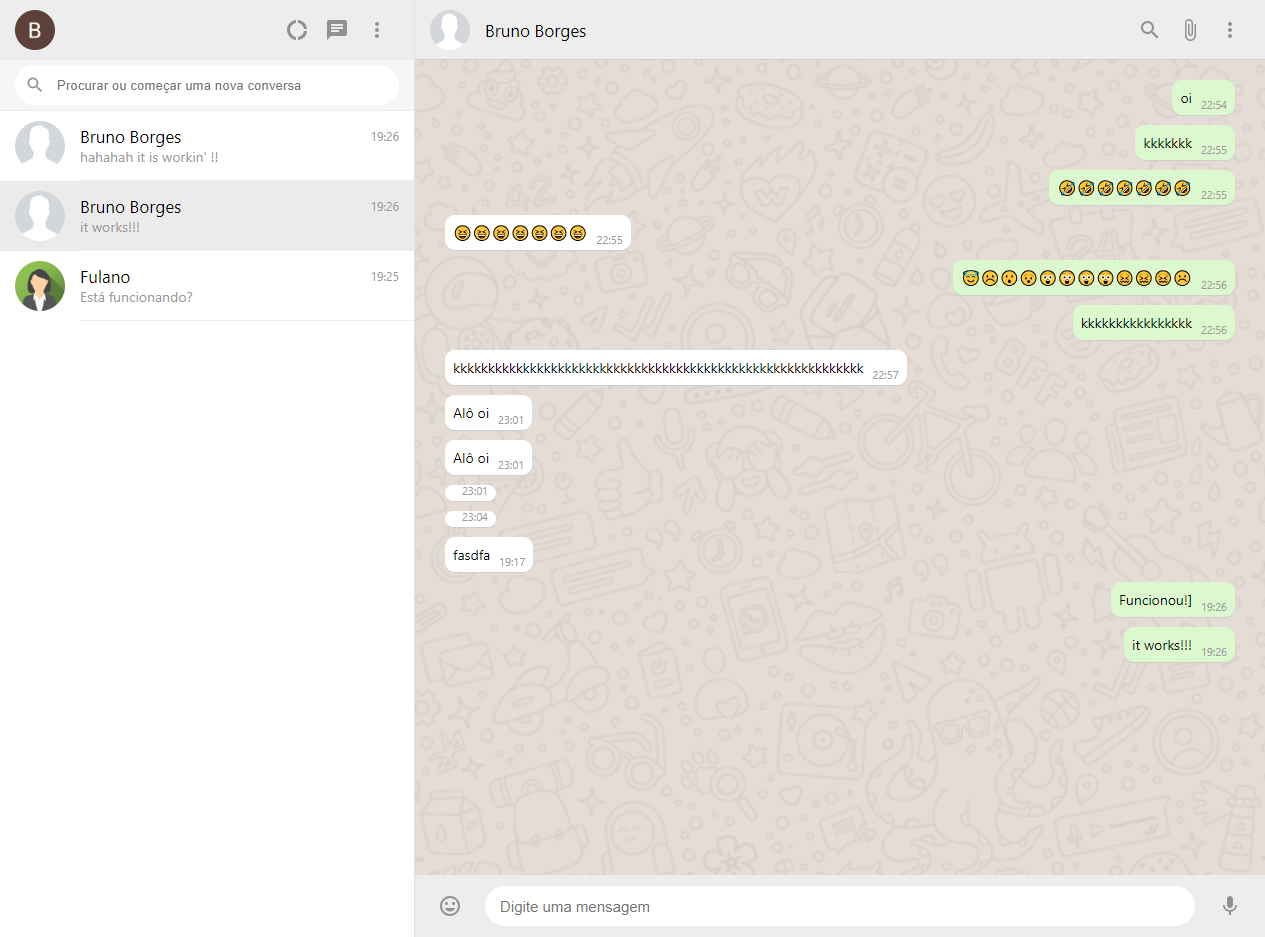 B
Procurar ou começar uma nova conversa
Bruno Borges 19:26
hahahah it is workin' !!
Bruno Borges 19:26
it works!!!
Fulano 19:25
Está funcionando?
Bruno Borges
oi 22:54
kkkkkkk 22:55
🤣🤣🤣🤣🤣🤣🤣 22:55
😆😆😆😆😆😆😆 22:55
😇☹️😯😯😲😲😲😲😖😖😖☹️ 22:56
kkkkkkkkkkkkkkkk 22:56
kkkkkkkkkkkkkkkkkkkkkkkkkkkkkkkkkkkkkkkkkkkkkkkkkkkkkkkkkkk 22:57
Alô oi 23:01
Alô oi 23:01
23:01
23:04
fasdfa 19:17
Funcionou!] 19:26
it works!!! 19:26
Digite uma mensagem